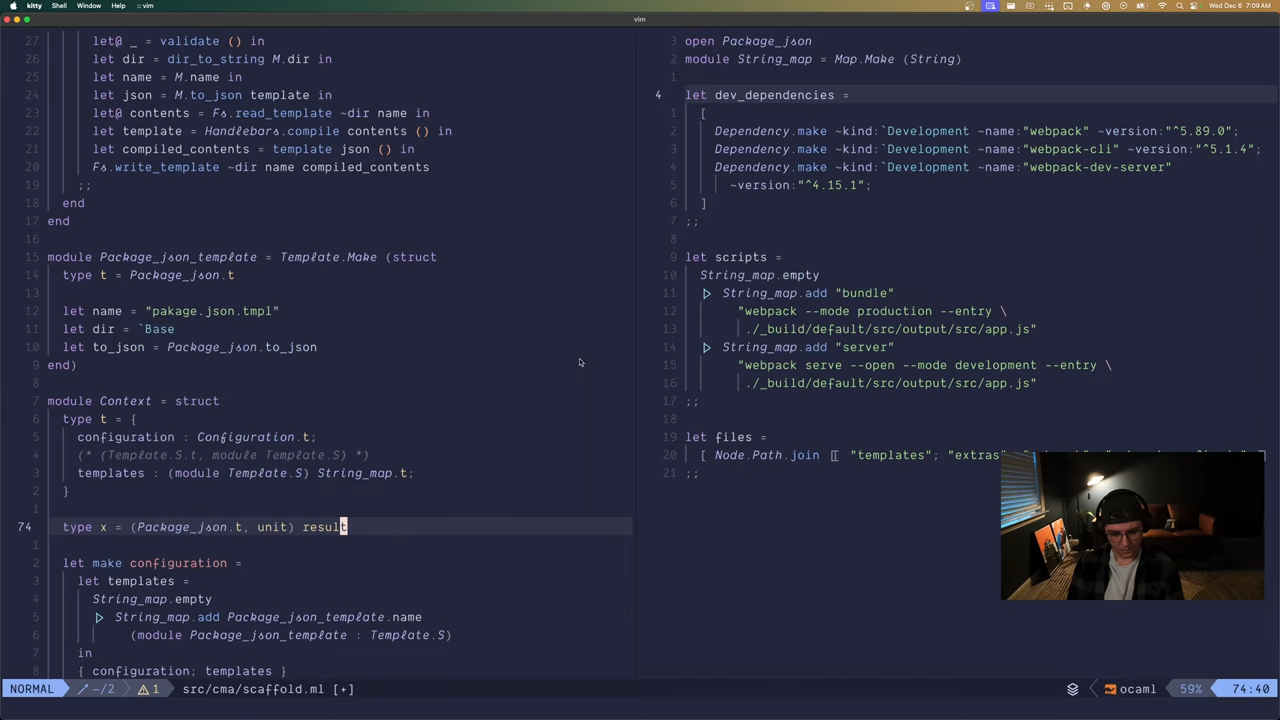 kitty Shell Window Help :: vim
Wed Dec 6 7:09 AM
vim
27 let@ _ = validate () in
26 let dir = dir_to_string M.dir in
25 let name = M.name in
24 let json = M.to_json template in
23 let@ contents = Fs.read_template ~dir name in
22 let template = Handlebars.compile contents () in
21 let compiled_contents = template json () in
20 Fs.write_template ~dir name compiled_contents
19 ;;
18 end
17 end
16
15 module Package_json_template = Template.Make (struct
14 type t = Package_json.t
13
12 let name = "pakage.json.tmpl"
11 let dir = `Base
10 let to_json = Package_json.to_json
9 end)
8
7 module Context = struct
6 type t = {
5 configuration : Configuration.t;
4 (* (Template.S.t, module Template.S) *)
3 templates : (module Template.S) String_map.t;
2 }
1
74 type x = (Package_json.t, unit) result
1
2 let make configuration =
3 let templates =
4 String_map.empty
5 ▷ String_map.add Package_json_template.name
6 (module Package_json_template : Template.S)
7 in
8 { configuration; templates }
3 open Package_json
2 module String_map = Map.Make (String)
1
4 let dev_dependencies =
1 [
2 Dependency.make ~kind:`Development ~name:"webpack" ~version:"^5.89.0";
3 Dependency.make ~kind:`Development ~name:"webpack-cli" ~version:"^5.1.4";
4 Dependency.make ~kind:`Development ~name:"webpack-dev-server"
5 ~version:"^4.15.1";
6 ]
7 ;;
8
9 let scripts =
10 String_map.empty
11 ▷ String_map.add "bundle"
12 "webpack --mode production --entry \
13 ./_build/default/src/output/src/app.js"
14 ▷ String_map.add "server"
15 "webpack serve --open --mode development --entry \
16 ./_build/default/src/output/src/app.js"
17 ;;
18
19 let files =
20 [ Node.Path.join [| "templates"; "extras"
21 ;;
NORMAL –/2 1 src/cma/scaffold.ml [+] ocaml 59% 74:40